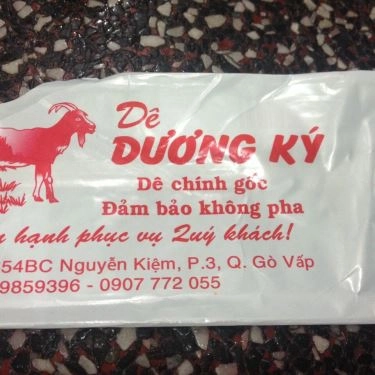 Dê
DƯƠNG KÝ
Dê chính gốc
Đảm bảo không pha
hạnh phục vụ Quý khách!
54BC Nguyễn Kiệm, P.3, Q. Gò Vấp
9859396 - 0907 772 055